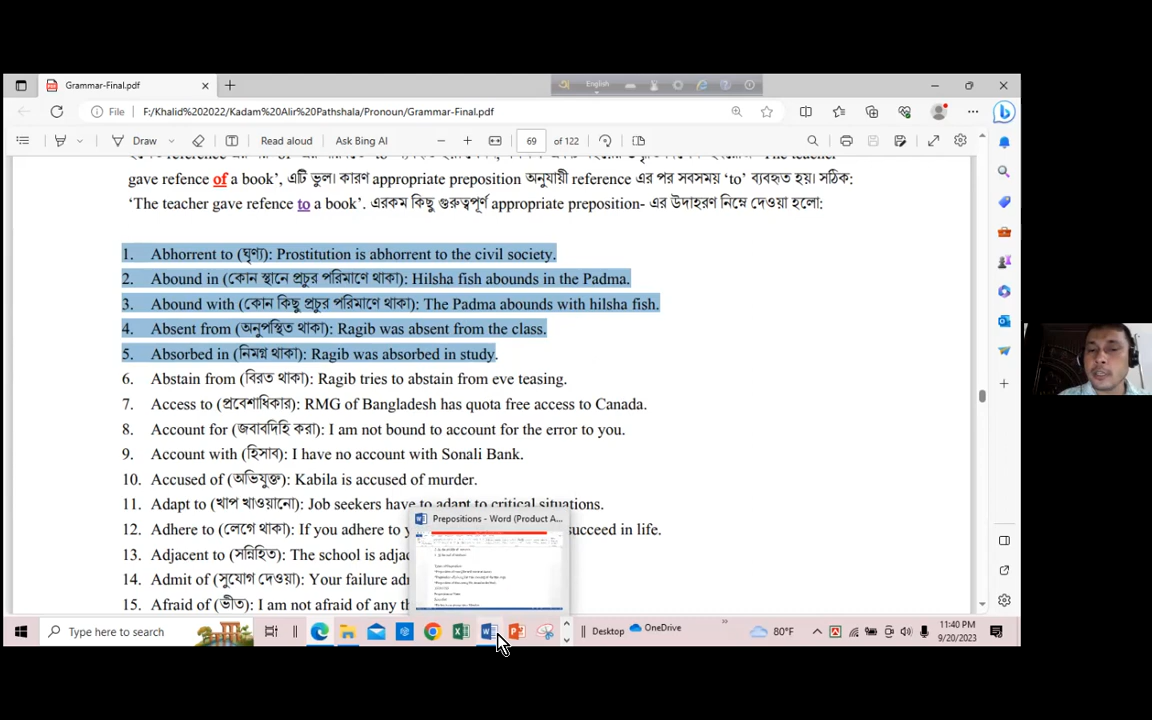 Grammar-Final.pdf
English
File
F:/Khalid%202022/Kadam%20Alir%20Pathshala/Pronoun/Grammar-Final.pdf
Draw
Read aloud
Ask Bing AI
69 of 122
gave refence of a book', এটি ভুল। কারণ appropriate preposition অনুযায়ী reference এর পর সবসময় 'to' ব্যবহৃত হয়। সঠিক:
'The teacher gave refence to a book'. এরকম কিছু গুরুত্বপূর্ণ appropriate preposition- এর উদাহরণ নিম্নে দেওয়া হলো:
1. Abhorrent to (ঘৃণ্য): Prostitution is abhorrent to the civil society.
2. Abound in (কোন স্থানে প্রচুর পরিমাণে থাকা): Hilsha fish abounds in the Padma.
3. Abound with (কোন কিছু প্রচুর পরিমাণে থাকা): The Padma abounds with hilsha fish.
4. Absent from (অনুপস্থিত থাকা): Ragib was absent from the class.
5. Absorbed in (নিমগ্ন থাকা): Ragib was absorbed in study.
6. Abstain from (বিরত থাকা): Ragib tries to abstain from eve teasing.
7. Access to (প্রবেশাধিকার): RMG of Bangladesh has quota free access to Canada.
8. Account for (জবাবদিহি করা): I am not bound to account for the error to you.
9. Account with (হিসাব): I have no account with Sonali Bank.
10. Accused of (অভিযুক্ত): Kabila is accused of murder.
11. Adapt to (খাপ খাওয়ানো): Job seekers have to adapt to critical situations.
12. Adhere to (লেগে থাকা): If you adhere to succeed in life.
13. Adjacent to (সন্নিহিত): The school is
14. Admit of (সুযোগ দেওয়া): Your failure
15. Afraid of (ভীত): I am not afraid of any
Prepositions - Word (Product A...
Type here to search
Desktop
OneDrive
80°F
11:40 PM
9/20/2023